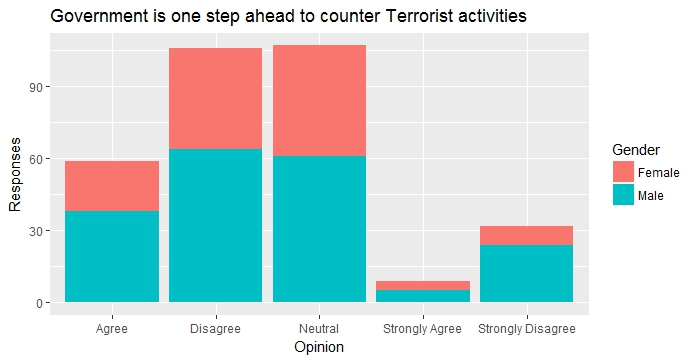 Government is one step ahead to counter Terrorist activities
90
60
30
0
Responses
Agree
Disagree
Neutral
Strongly Agree
Strongly Disagree
Opinion
Gender
Female
Male